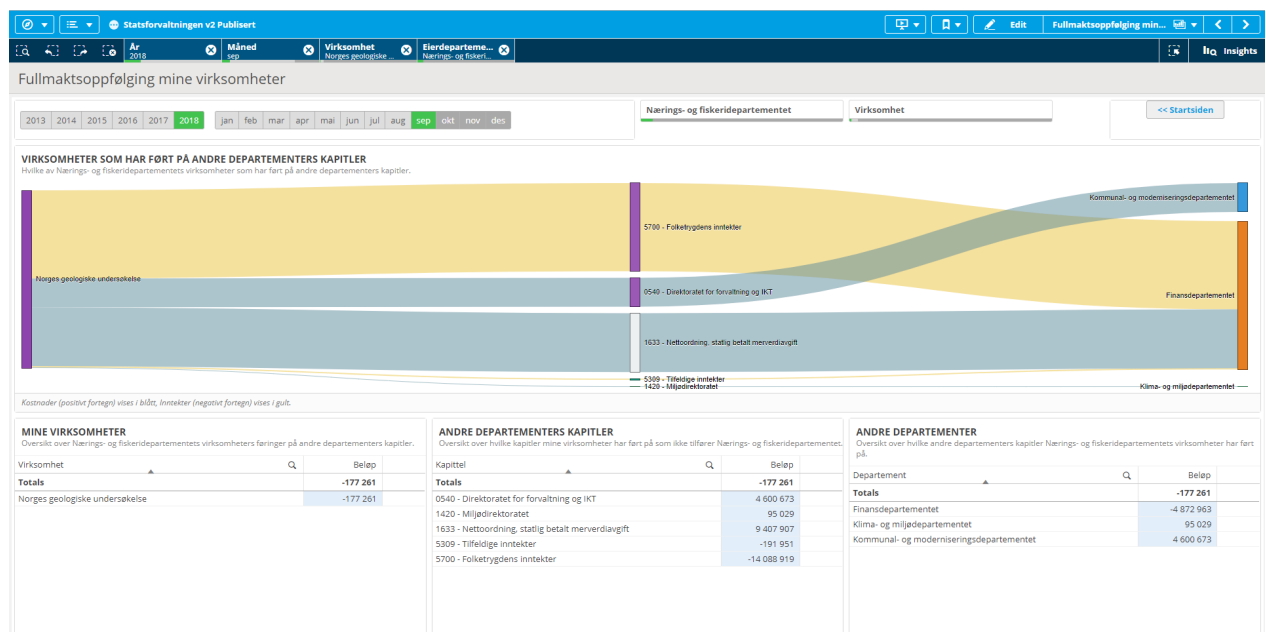 Statsforvaltningen v2 Publisert
Edit
Fullmaktsoppfølging min...
År
2018
Måned
sep
Virksomhet
Norges geologiske ...
Eierdeparteme...
Nærings- og fiskeri...
Insights
Fullmaktsoppfølging mine virksomheter
2013 2014 2015 2016 2017 2018
jan feb mar apr mai jun jul aug sep okt nov des
Nærings- og fiskeridepartementet
Virksomhet
<< Startsiden
VIRKSOMHETER SOM HAR FØRT PÅ ANDRE DEPARTEMENTERS KAPITLER
Hvilke av Nærings- og fiskeridepartementets virksomheter som har ført på andre departementers kapitler.
Kommunal- og moderniseringsdepartementet
5700 - Folketrygdens inntekter
Norges geologiske undersøkelse
0540 - Direktoratet for forvaltning og IKT
Finansdepartementet
1633 - Nettoordning, statlig betalt merverdiavgift
5309 - Tilfeldige inntekter
1420 - Miljødirektoratet
Klima- og miljødepartementet
Kostnader (positivt fortegn) vises i blått, Inntekter (negativt fortegn) vises i gult.
MINE VIRKSOMHETER
Oversikt over Nærings- og fiskeridepartementets virksomheters føringer på andre departementers kapitler.
Virksomhet Beløp
Totals -177 261
Norges geologiske undersøkelse -177 261
ANDRE DEPARTEMENTERS KAPITLER
Oversikt over hvilke kapitler mine virksomheter har ført på som ikke tilfører Nærings- og fiskeridepartementet.
Kapittel Beløp
Totals -177 261
0540 - Direktoratet for forvaltning og IKT 4 600 673
1420 - Miljødirektoratet 95 029
1633 - Nettoordning, statlig betalt merverdiavgift 9 407 907
5309 - Tilfeldige inntekter -191 951
5700 - Folketrygdens inntekter -14 088 919
ANDRE DEPARTEMENTER
Oversikt over hvilke andre departementers kapitler Nærings- og fiskeridepartementets virksomheter har ført
på.
Departement Beløp
Totals -177 261
Finansdepartementet -4 872 963
Klima- og miljødepartementet 95 029
Kommunal- og moderniseringsdepartementet 4 600 673